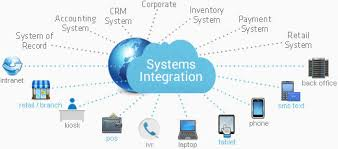 Corporate
CRM
System
Inventory
System
Accounting
System
Payment
System
System of
Record
Retail
System
Systems
Integration
intranet
back office
retail / branch
sms text
kiosk
phone
pos
ivr
laptop
tablet